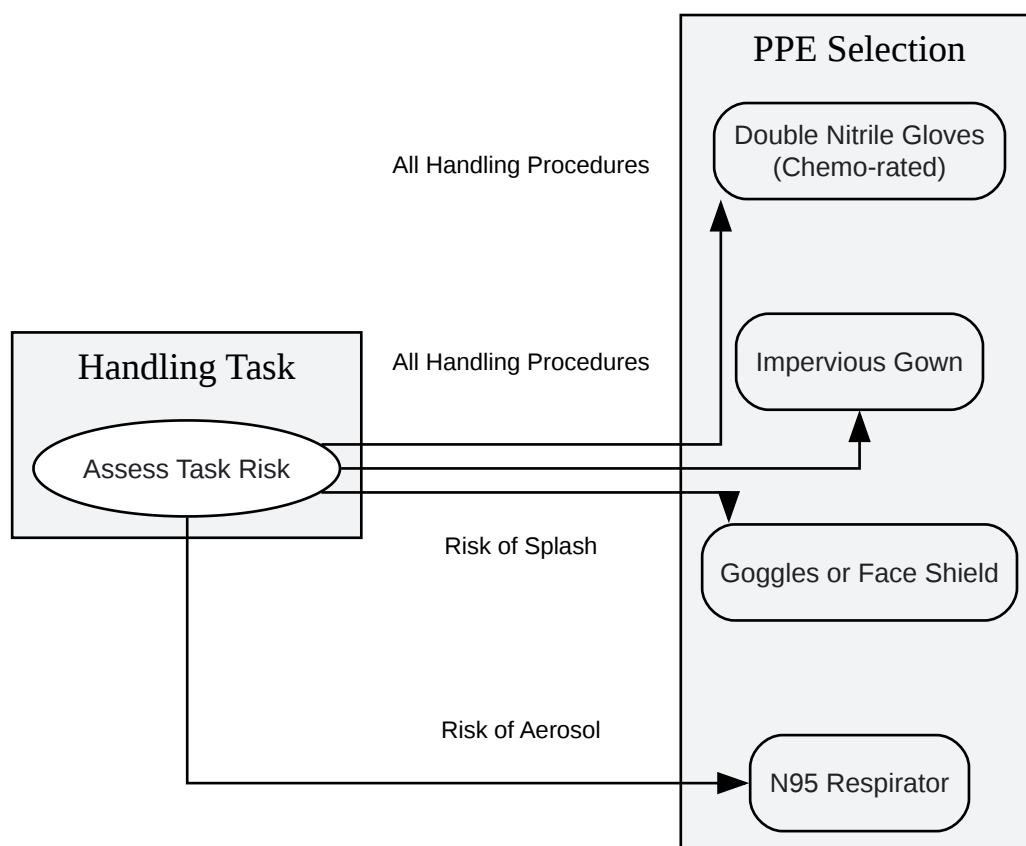 PPE Selection
Double Nitrile Gloves
(Chemo-rated)
All Handling Procedures
Handling Task
All Handling Procedures
Impervious Gown
Assess Task Risk
Risk of Splash
Goggles or Face Shield
Risk of Aerosol
N95 Respirator